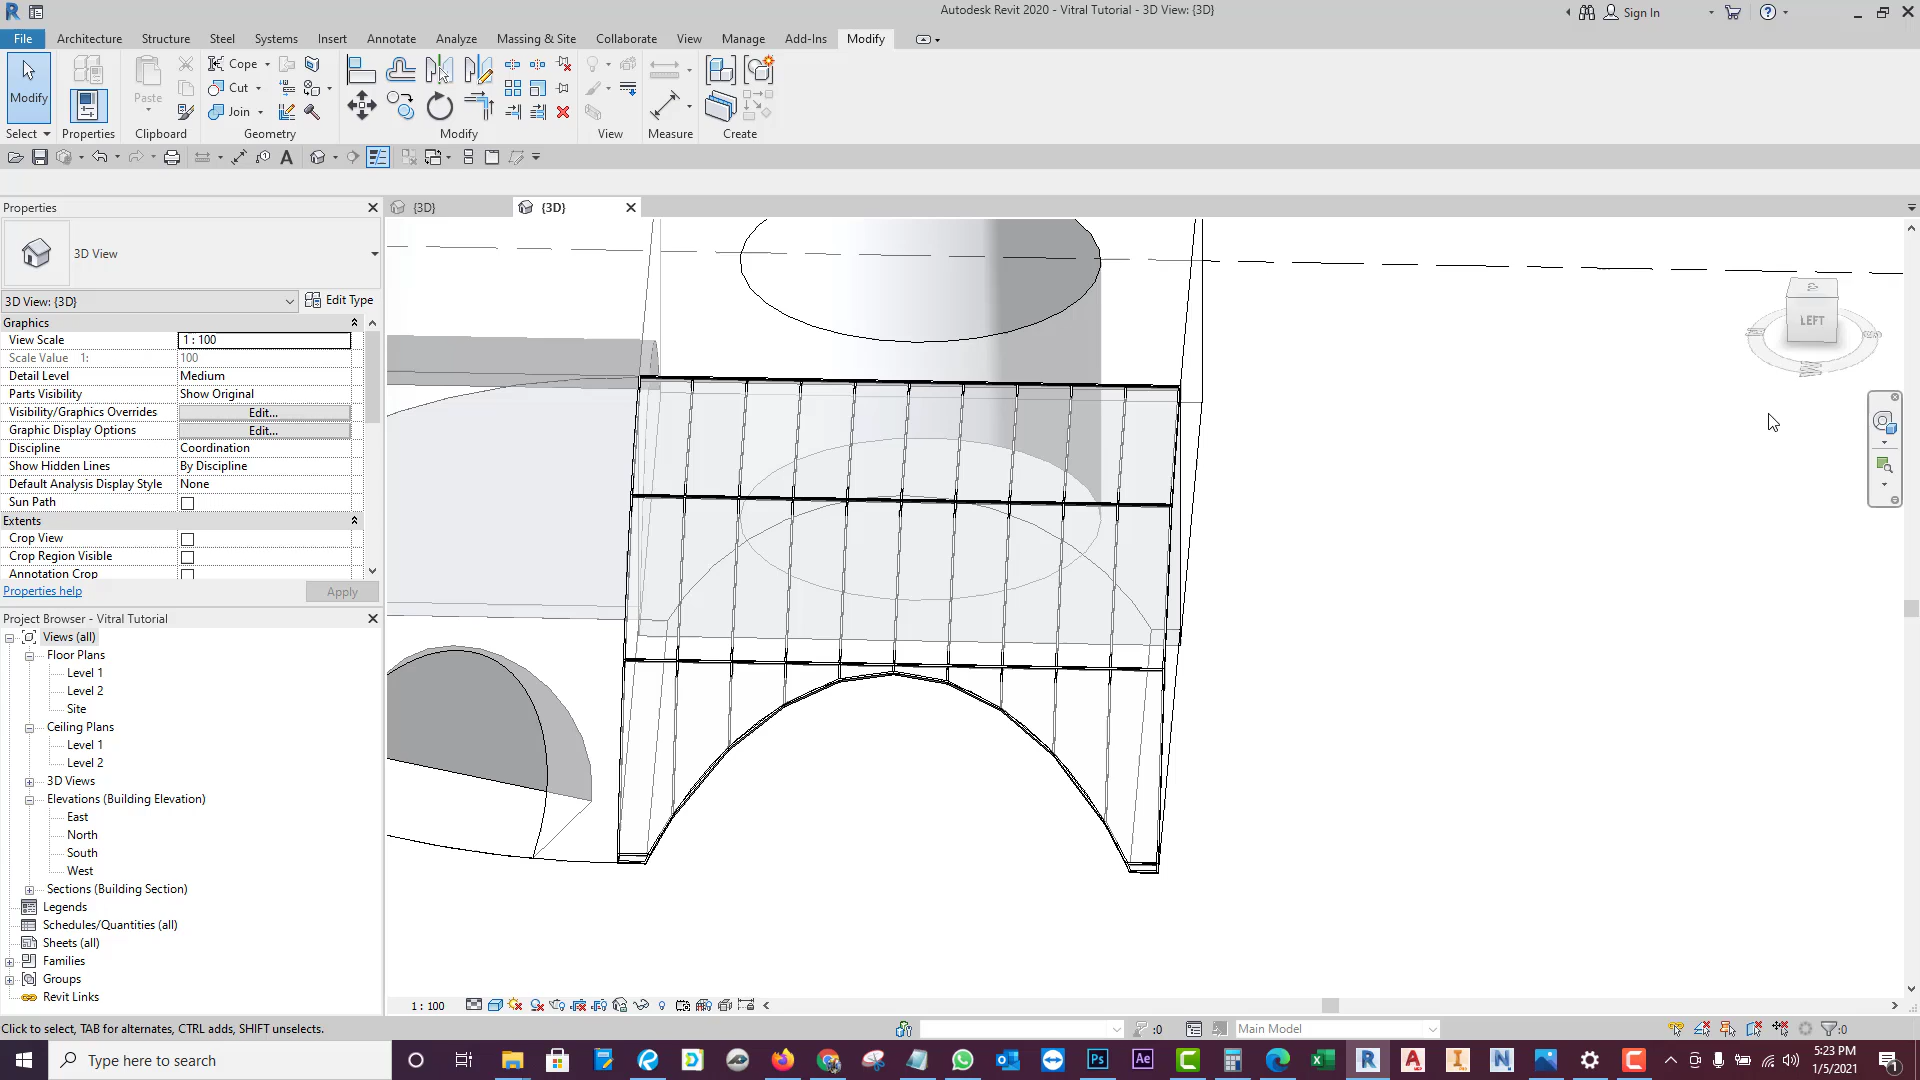 Autodesk Revit 2020 - Vitral Tutorial - 3D View: {3D}
Sign In
File Architecture Structure Steel Systems Insert Annotate Analyze Massing & Site Collaborate View Manage Add-Ins Modify
Modify
Paste
Cope
Cut
Join
Select Properties Clipboard Geometry Modify View Measure Create
Properties
{3D}
{3D}
3D View
3D View: {3D}
Edit Type
Graphics
View Scale 1 : 100
Scale Value 1: 100
Detail Level Medium
Parts Visibility Show Original
Visibility/Graphics Overrides Edit...
Graphic Display Options Edit...
Discipline Coordination
Show Hidden Lines By Discipline
Default Analysis Display Style None
Sun Path
Extents
Crop View
Crop Region Visible
Annotation Crop
Properties help
Apply
LEFT
Project Browser - Vitral Tutorial
Views (all)
Floor Plans
Level 1
Level 2
Site
Ceiling Plans
Level 1
Level 2
3D Views
Elevations (Building Elevation)
East
North
South
West
Sections (Building Section)
Legends
Schedules/Quantities (all)
Sheets (all)
Families
Groups
Revit Links
1 : 100
Click to select, TAB for alternates, CTRL adds, SHIFT unselects.
:0
Main Model
:0
Type here to search
5:23 PM
1/5/2021